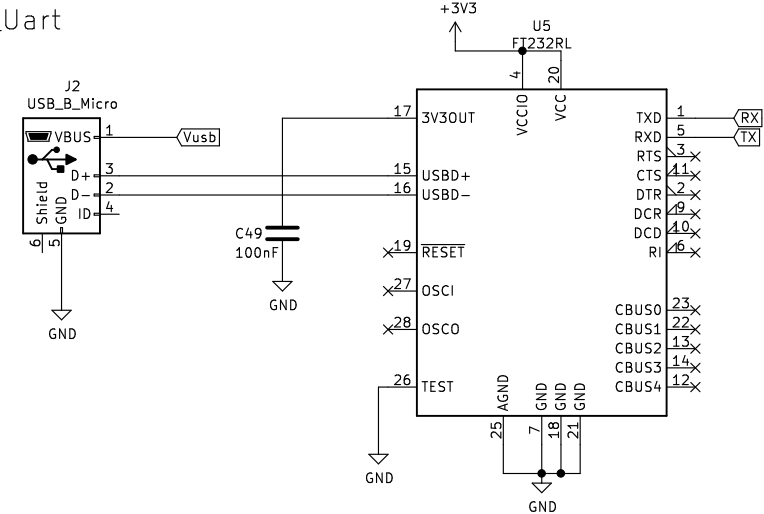 _Uart
+3V3
U5
FT232RL
J2
USB_B_Micro
VBUS 1
Vusb
D+ 3
D- 2
ID 4
Shield
GND
6
5
GND
C49
100nF
GND
4
20
VCCIO
VCC
17 3V3OUT
15 USBD+
16 USBD-
19 RESET
27 OSCI
28 OSCO
26 TEST
GND
TXD 1 RX
RXD 5 TX
RTS 3
CTS 11
DTR 2
DCR 9
DCD 10
RI 6
CBUS0 23
CBUS1 22
CBUS2 13
CBUS3 14
CBUS4 12
AGND
GND
GND
GND
25
7
18
21
GND